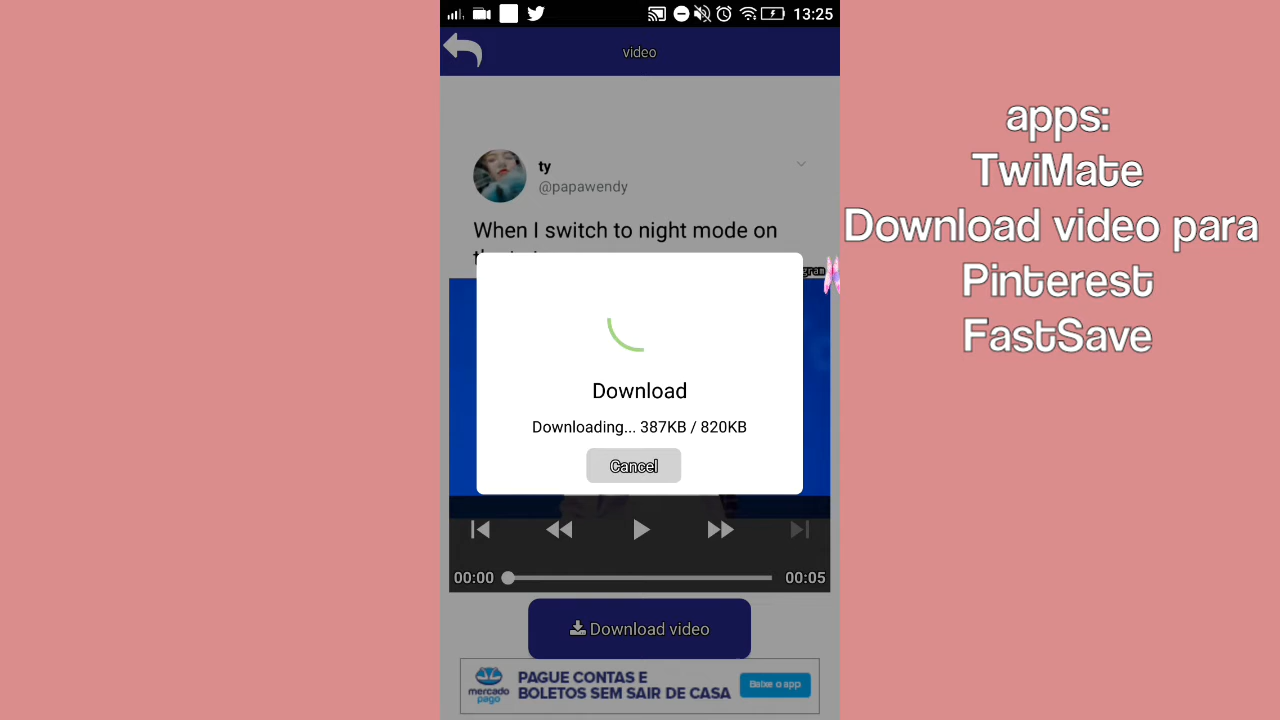 13:25
video
ty
@papawendy
When I switch to night mode on
gram
Download
Downloading... 387KB / 820KB
Cancel
00:00
00:05
Download video
mercado
pago
PAGUE CONTAS E
BOLETOS SEM SAIR DE CASA
Baixe o app
apps:
TwiMate
Download video para
Pinterest
FastSave